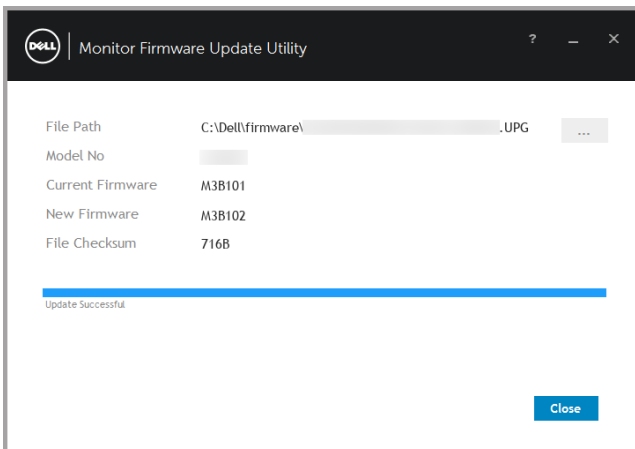 DELL Monitor Firmware Update Utility ?
File Path C:\Dell\firmware\ .UPG ...
Model No
Current Firmware M3B101
New Firmware M3B102
File Checksum 716B
Update Successful
Close